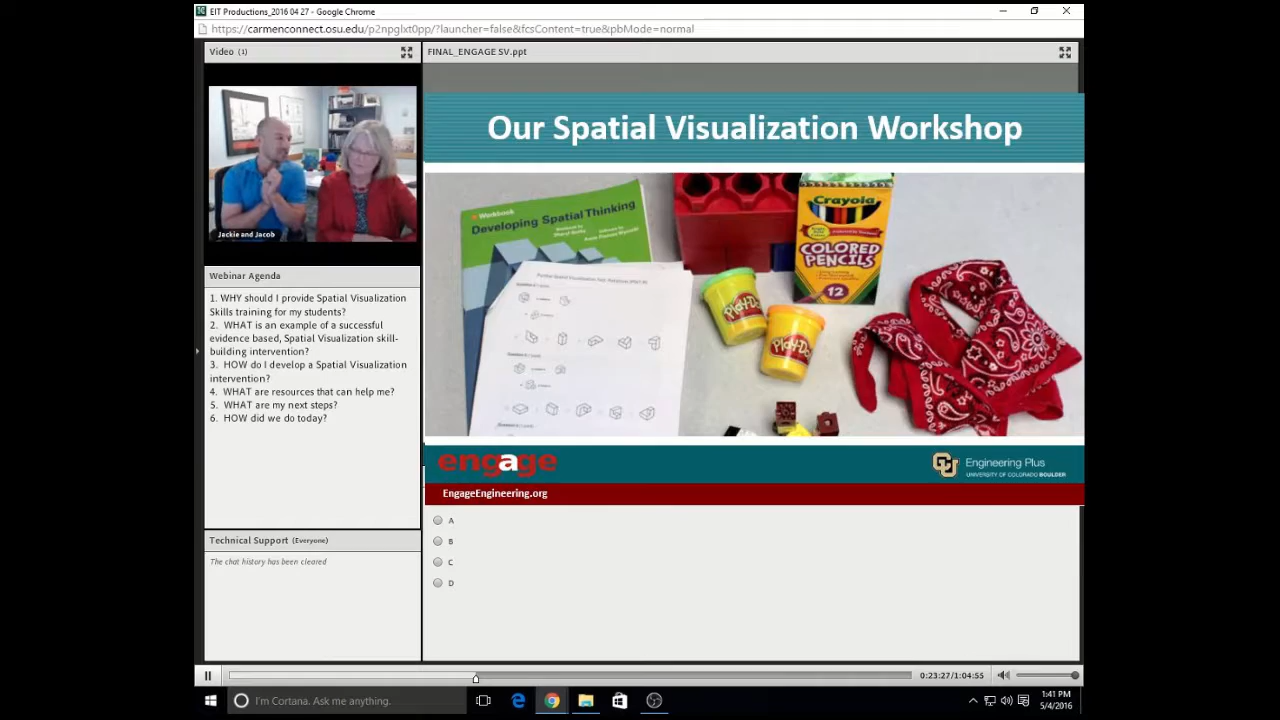 EIT Productions_2016 04 27 - Google Chrome
https://carmenconnect.osu.edu/p2npglxt0pp/?launcher=false&fcsContent=true&pbMode=normal
Video (1)
Jackie and Jacob
Webinar Agenda
1. WHY should I provide Spatial Visualization
Skills training for my students?
2. WHAT is an example of a successful
evidence based, Spatial Visualization skill-
building intervention?
3. HOW do I develop a Spatial Visualization
intervention?
4. WHAT are resources that can help me?
5. WHAT are my next steps?
6. HOW did we do today?
Technical Support (Everyone)
The chat history has been cleared
FINAL_ENGAGE SV.ppt
Our Spatial Visualization Workshop
Workbook
Developing Spatial Thinking
Crayola
COLORED
PENCILS
12
Play-Doh
Play-Doh
engage
CU
Engineering Plus
UNIVERSITY OF COLORADO BOULDER
EngageEngineering.org
A
B
C
D
0:23:27/1:04:55
I'm Cortana. Ask me anything.
1:41 PM
5/4/2016